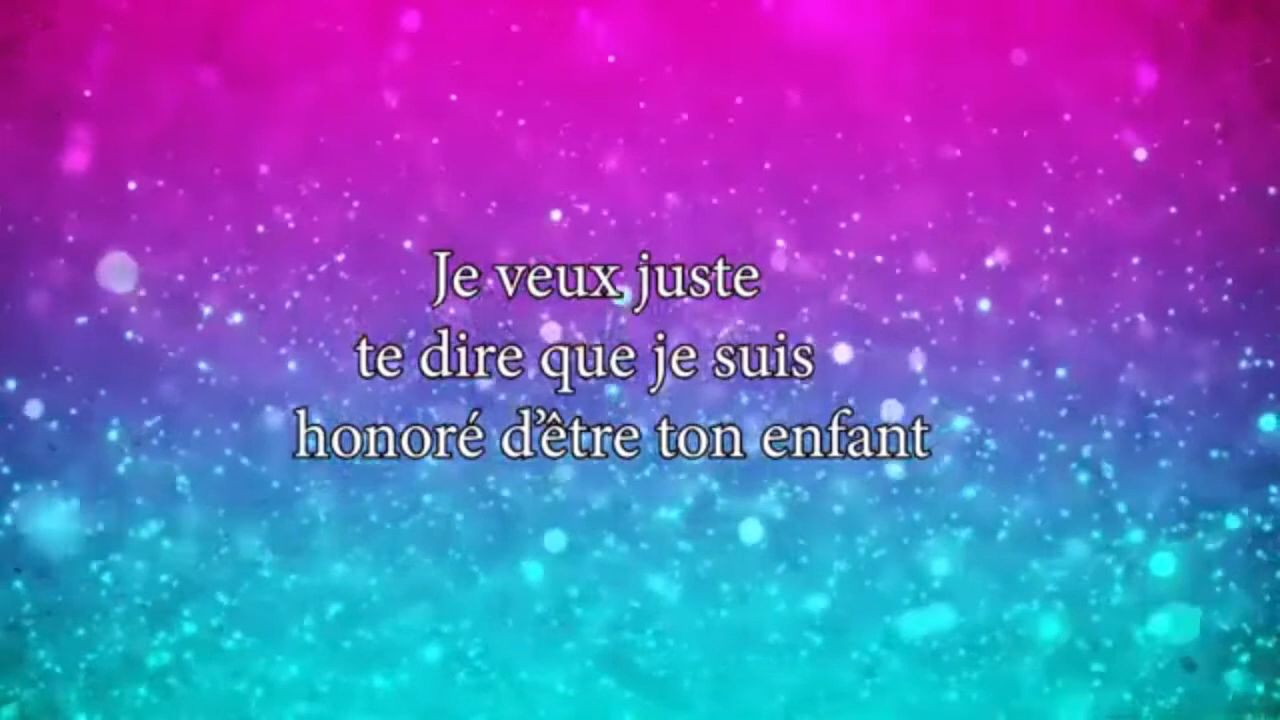 Je veux juste
te dire que je suis
honoré d’être ton enfant